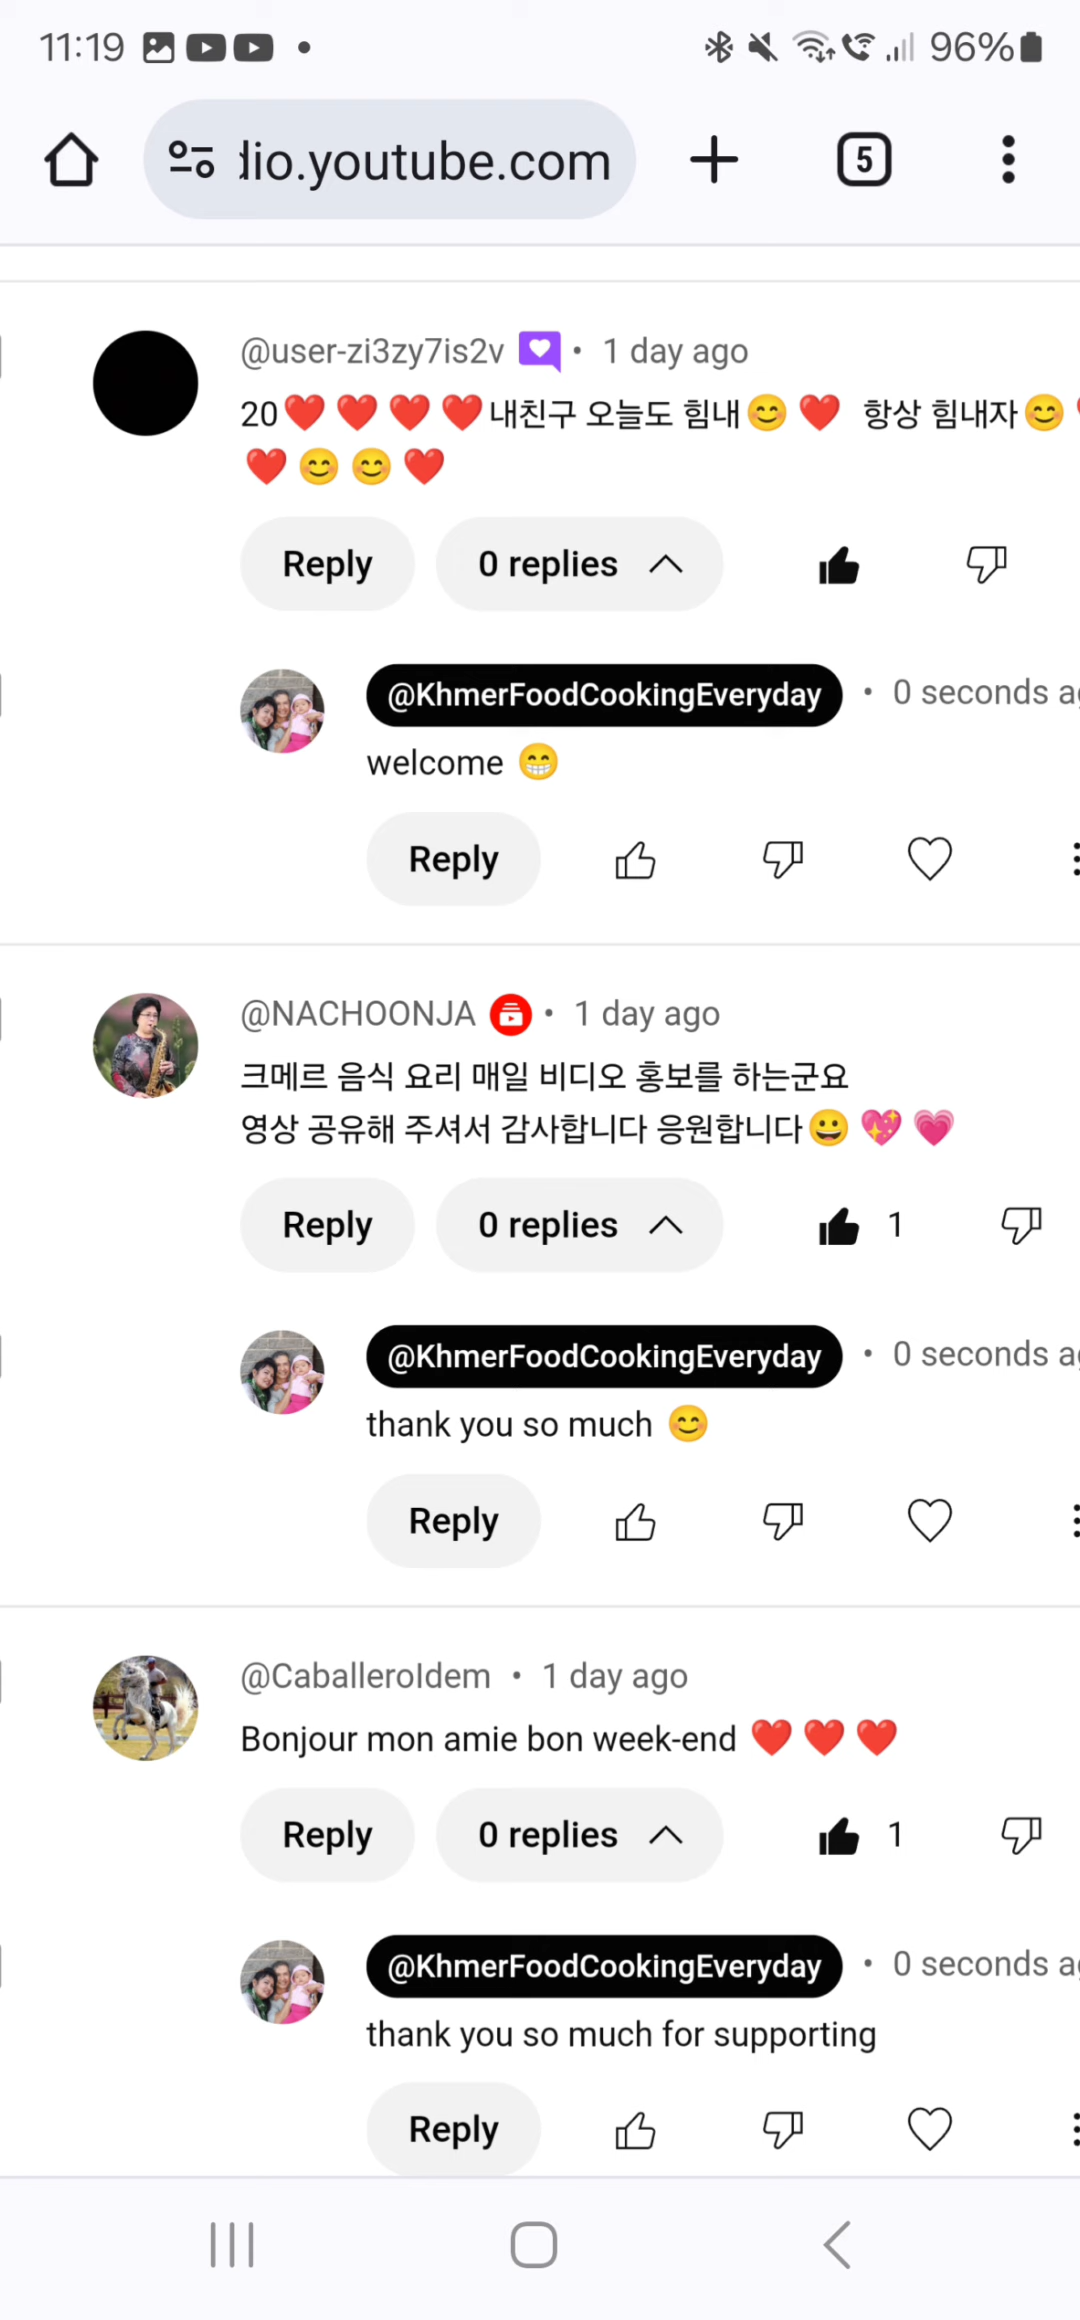 11:19 96%
dio.youtube.com 5
@user-zi3zy7is2v • 1 day ago
20❤️❤️❤️❤️내친구 오늘도 힘내😊❤️ 항상 힘내자😊
❤️😊😊❤️
Reply 0 replies
@KhmerFoodCookingEveryday • 0 seconds ag
welcome 😁
Reply
@NACHOONJA • 1 day ago
크메르 음식 요리 매일 비디오 홍보를 하는군요
영상 공유해 주셔서 감사합니다 응원합니다😀💖💗
Reply 0 replies 1
@KhmerFoodCookingEveryday • 0 seconds ag
thank you so much 😊
Reply
@CaballeroIdem • 1 day ago
Bonjour mon amie bon week-end ❤️❤️❤️
Reply 0 replies 1
@KhmerFoodCookingEveryday • 0 seconds ag
thank you so much for supporting
Reply